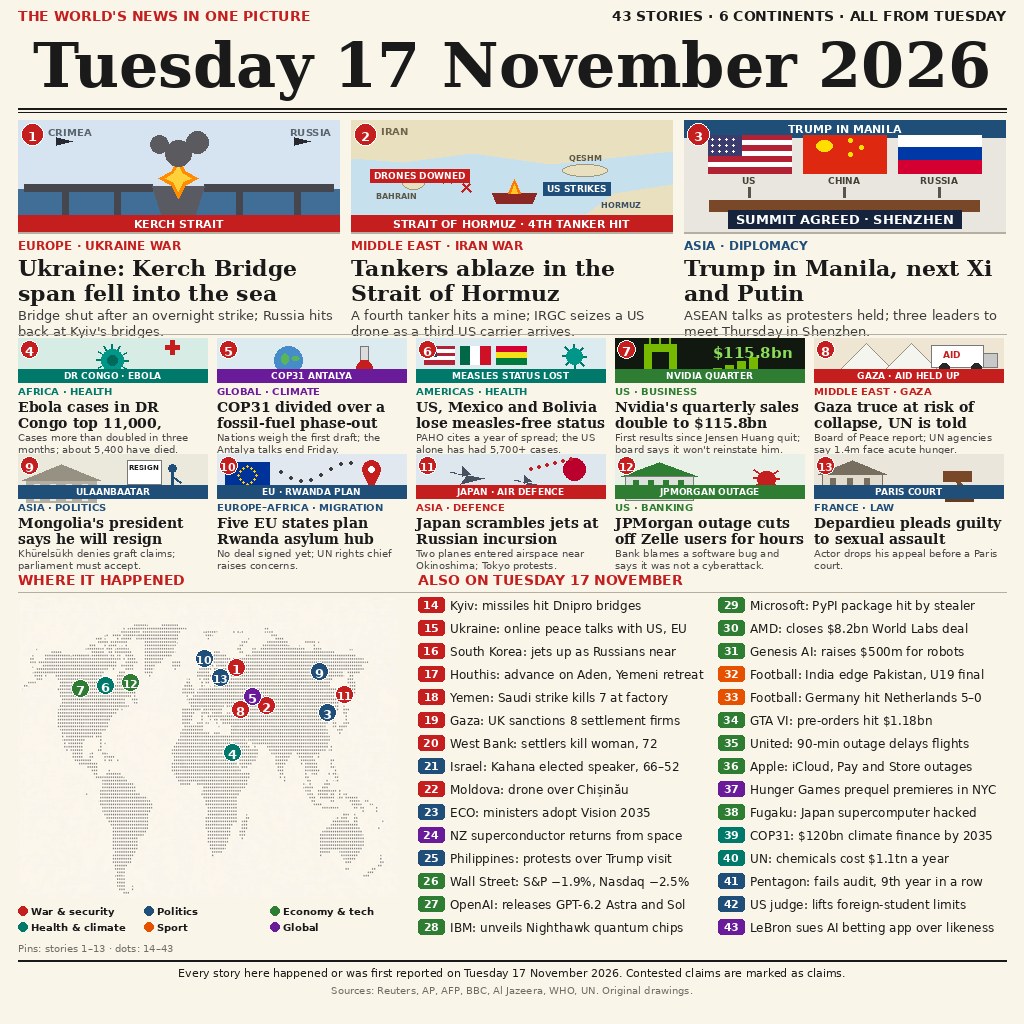 THE WORLD'S NEWS IN ONE PICTURE
43 STORIES · 6 CONTINENTS · ALL FROM TUESDAY
Tuesday 17 November 2026
1
CRIMEA
RUSSIA
KERCH STRAIT
EUROPE · UKRAINE WAR
Ukraine: Kerch Bridge
span fell into the sea
Bridge shut after an overnight strike; Russia hits
back at Kyiv's bridges.
2
IRAN
QESHM
DRONES DOWNED
US STRIKES
BAHRAIN
HORMUZ
STRAIT OF HORMUZ · 4TH TANKER HIT
MIDDLE EAST · IRAN WAR
Tankers ablaze in the
Strait of Hormuz
A fourth tanker hits a mine; IRGC seizes a US
drone as a third US carrier arrives.
3
TRUMP IN MANILA
US
CHINA
RUSSIA
SUMMIT AGREED · SHENZHEN
ASIA · DIPLOMACY
Trump in Manila, next Xi
and Putin
ASEAN talks as protesters held; three leaders to
meet Thursday in Shenzhen.
4
DR CONGO · EBOLA
AFRICA · HEALTH
Ebola cases in DR
Congo top 11,000,
Cases more than doubled in three
months; about 5,400 have died.
5
COP31 ANTALYA
GLOBAL · CLIMATE
COP31 divided over a
fossil-fuel phase-out
Nations weigh the first draft; the
Antalya talks end Friday.
6
MEASLES STATUS LOST
AMERICAS · HEALTH
US, Mexico and Bolivia
lose measles-free status
PAHO cites a year of spread; the US
alone has had 5,700+ cases.
7
$115.8bn
NVIDIA QUARTER
US · BUSINESS
Nvidia's quarterly sales
double to $115.8bn
First results since Jensen Huang quit;
board says it won't reinstate him.
8
AID
GAZA · AID HELD UP
MIDDLE EAST · GAZA
Gaza truce at risk of
collapse, UN is told
Board of Peace report; UN agencies
say 1.4m face acute hunger.
9
RESIGN
ULAANBAATAR
ASIA · POLITICS
Mongolia's president
says he will resign
Khürelsükh denies graft claims;
parliament must accept.
10
EU · RWANDA PLAN
EUROPE–AFRICA · MIGRATION
Five EU states plan
Rwanda asylum hub
No deal signed yet; UN rights chief
raises concerns.
11
JAPAN · AIR DEFENCE
ASIA · DEFENCE
Japan scrambles jets at
Russian incursion
Two planes entered airspace near
Okinoshima; Tokyo protests.
12
JPMORGAN OUTAGE
US · BANKING
JPMorgan outage cuts
off Zelle users for hours
Bank blames a software bug and
says it was not a cyberattack.
13
PARIS COURT
FRANCE · LAW
Depardieu pleads guilty
to sexual assault
Actor drops his appeal before a Paris
court.
WHERE IT HAPPENED
10
1
13
9
7
6
12
5
2
11
8
3
4
War & security
Politics
Economy & tech
Health & climate
Sport
Global
Pins: stories 1–13 · dots: 14–43
ALSO ON TUESDAY 17 NOVEMBER
14 Kyiv: missiles hit Dnipro bridges
15 Ukraine: online peace talks with US, EU
16 South Korea: jets up as Russians near
17 Houthis: advance on Aden, Yemeni retreat
18 Yemen: Saudi strike kills 7 at factory
19 Gaza: UK sanctions 8 settlement firms
20 West Bank: settlers kill woman, 72
21 Israel: Kahana elected speaker, 66–52
22 Moldova: drone over Chișinău
23 ECO: ministers adopt Vision 2035
24 NZ superconductor returns from space
25 Philippines: protests over Trump visit
26 Wall Street: S&P −1.9%, Nasdaq −2.5%
27 OpenAI: releases GPT-6.2 Astra and Sol
28 IBM: unveils Nighthawk quantum chips
29 Microsoft: PyPI package hit by stealer
30 AMD: closes $8.2bn World Labs deal
31 Genesis AI: raises $500m for robots
32 Football: India edge Pakistan, U19 final
33 Football: Germany hit Netherlands 5–0
34 GTA VI: pre-orders hit $1.18bn
35 United: 90-min outage delays flights
36 Apple: iCloud, Pay and Store outages
37 Hunger Games prequel premieres in NYC
38 Fugaku: Japan supercomputer hacked
39 COP31: $120bn climate finance by 2035
40 UN: chemicals cost $1.1tn a year
41 Pentagon: fails audit, 9th year in a row
42 US judge: lifts foreign-student limits
43 LeBron sues AI betting app over likeness
Every story here happened or was first reported on Tuesday 17 November 2026. Contested claims are marked as claims.
Sources: Reuters, AP, AFP, BBC, Al Jazeera, WHO, UN. Original drawings.